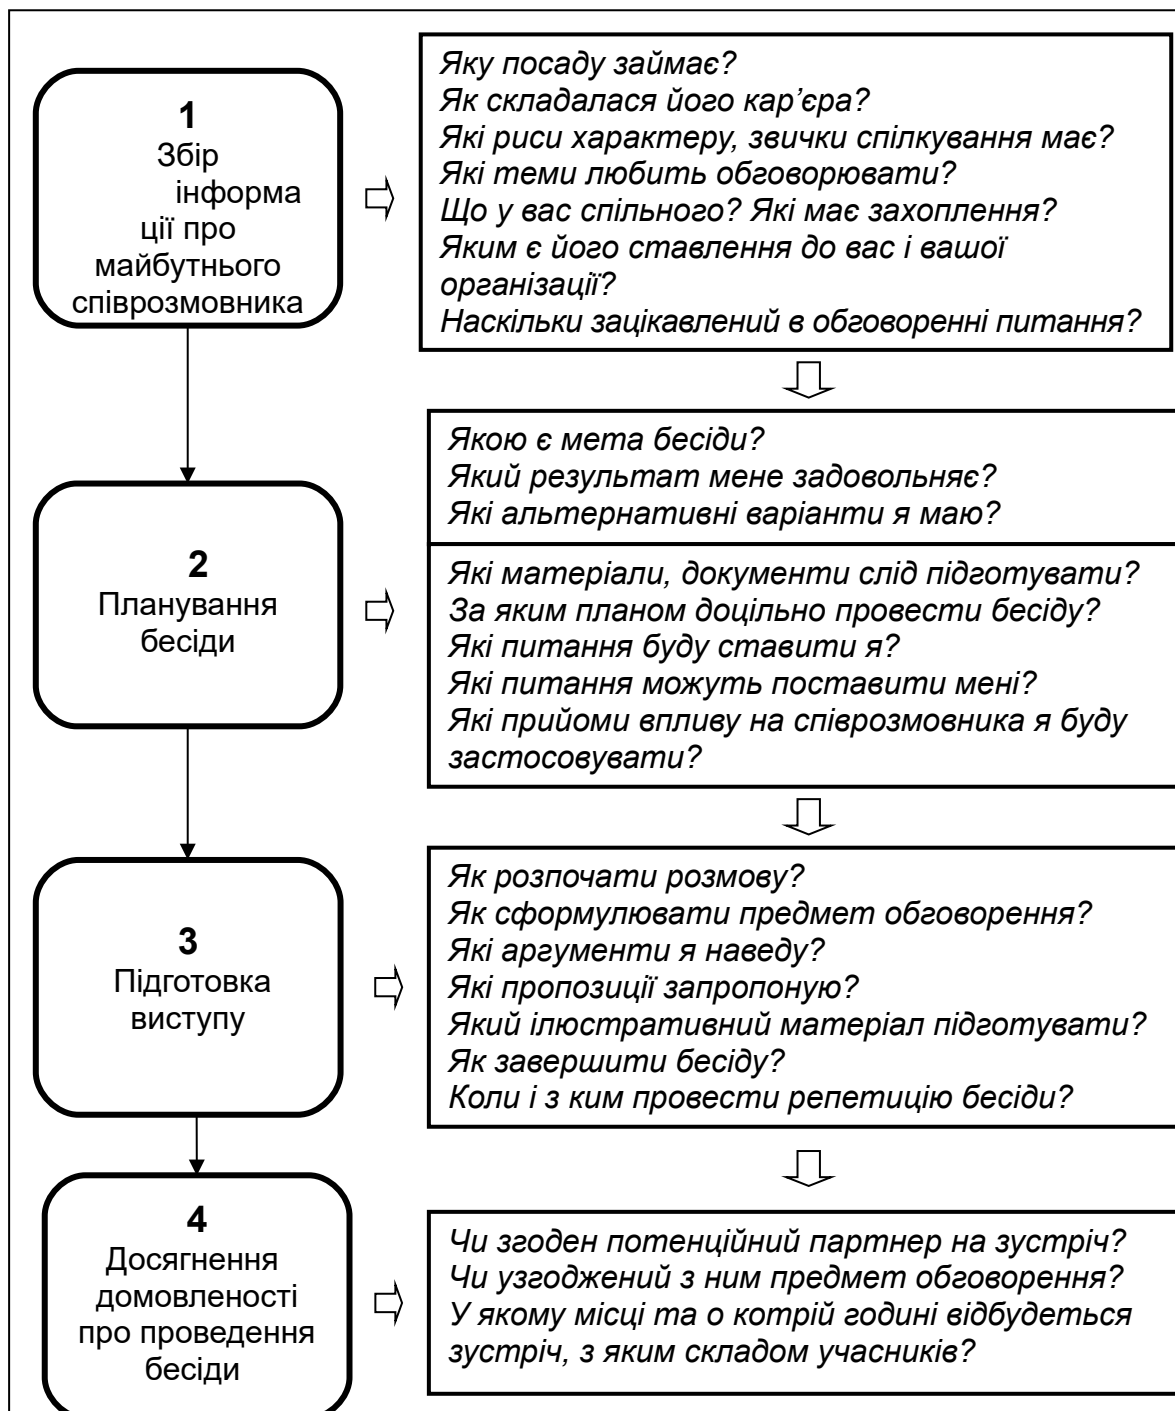 1
Збір
інформа
ції про
майбутнього
співрозмовника
Яку посаду займає?
Як складалася його кар’єра?
Які риси характеру, звички спілкування має?
Які теми любить обговорювати?
Що у вас спільного? Які має захоплення?
Яким є його ставлення до вас і вашої
організації?
Наскільки зацікавлений в обговоренні питання?
2
Планування
бесіди
Якою є мета бесіди?
Який результат мене задовольняє?
Які альтернативні варіанти я маю?
Які матеріали, документи слід підготувати?
За яким планом доцільно провести бесіду?
Які питання буду ставити я?
Які питання можуть поставити мені?
Які прийоми впливу на співрозмовника я буду
застосовувати?
3
Підготовка
виступу
Як розпочати розмову?
Як сформулювати предмет обговорення?
Які аргументи я наведу?
Які пропозиції запропоную?
Який ілюстративний матеріал підготувати?
Як завершити бесіду?
Коли і з ким провести репетицію бесіди?
4
Досягнення
домовленості
про проведення
бесіди
Чи згоден потенційний партнер на зустріч?
Чи узгоджений з ним предмет обговорення?
У якому місці та о котрій годині відбудеться
зустріч, з яким складом учасників?